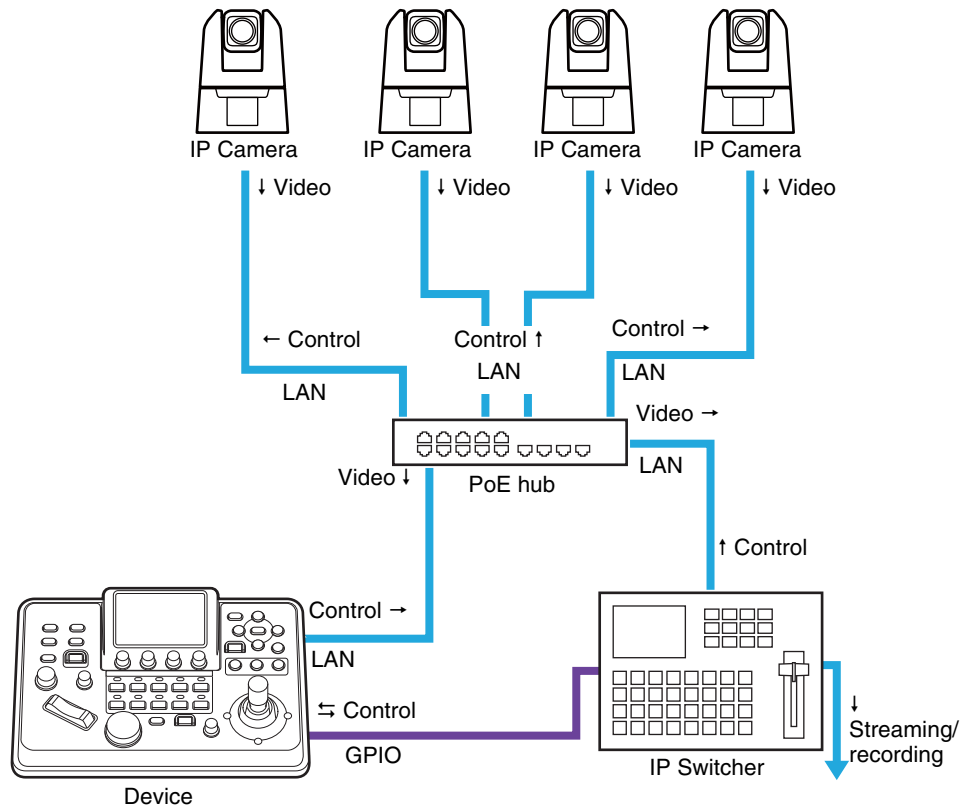 IP Camera
IP Camera
IP Camera
IP Camera
↓ Video
↓ Video
↓ Video
↓ Video
← Control
Control ↑
Control →
LAN
LAN
LAN
Video →
LAN
Video ↓
PoE hub
↑ Control
Control →
LAN
⇆ Control
GPIO
↓
Streaming/
recording
IP Switcher
Device